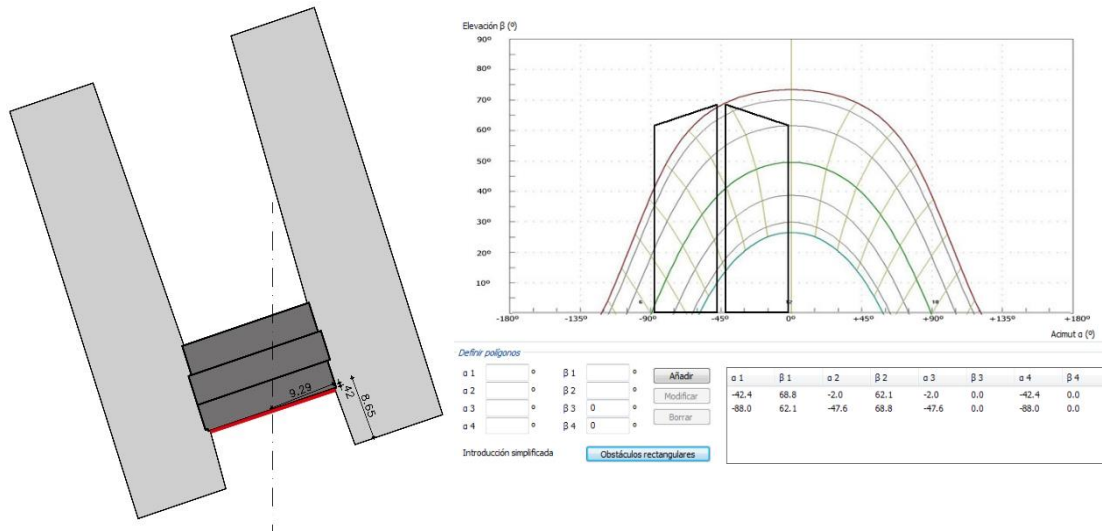 9.29
1.42
8.65
Elevación β (º)
90º
80º
70º
60º
50º
40º
30º
20º
10º
6 12 18
-180º -135º -90º -45º 0º +45º +90º +135º +180º
Acimut α (º)
Definir polígonos
α 1 º β 1 º Añadir
α 2 º β 2 º Modificar
α 3 º β 3 0 º Borrar
α 4 º β 4 0 º
Introducción simplificada Obstáculos rectangulares
α 1 β 1 α 2 β 2 α 3 β 3 α 4 β 4
-42.4 68.8 -2.0 62.1 -2.0 0.0 -42.4 0.0
-88.0 62.1 -47.6 68.8 -47.6 0.0 -88.0 0.0